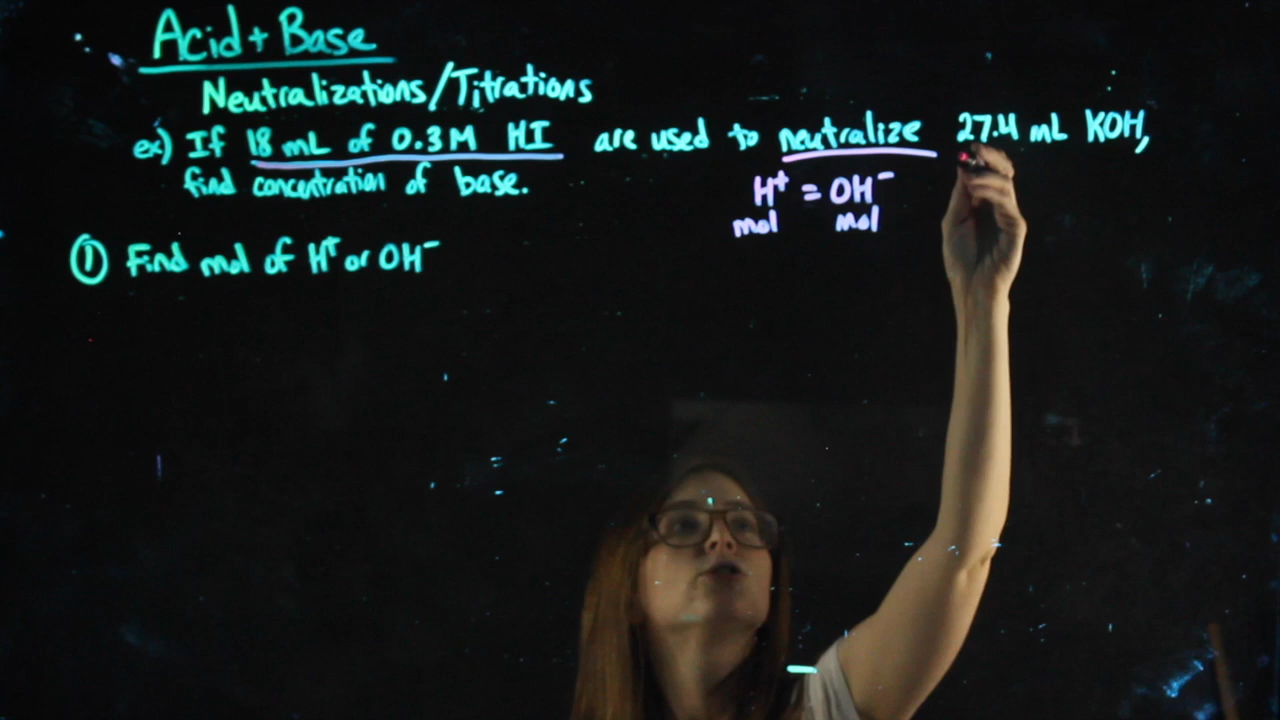 Acid + Base
Neutralizations/Titrations
ex) If 18 mL of 0.3M HI are used to neutralize 27.4 mL KOH,
find concentration of base.
H⁺ = OH⁻
mol mol
① Find mol of H⁺ or OH⁻